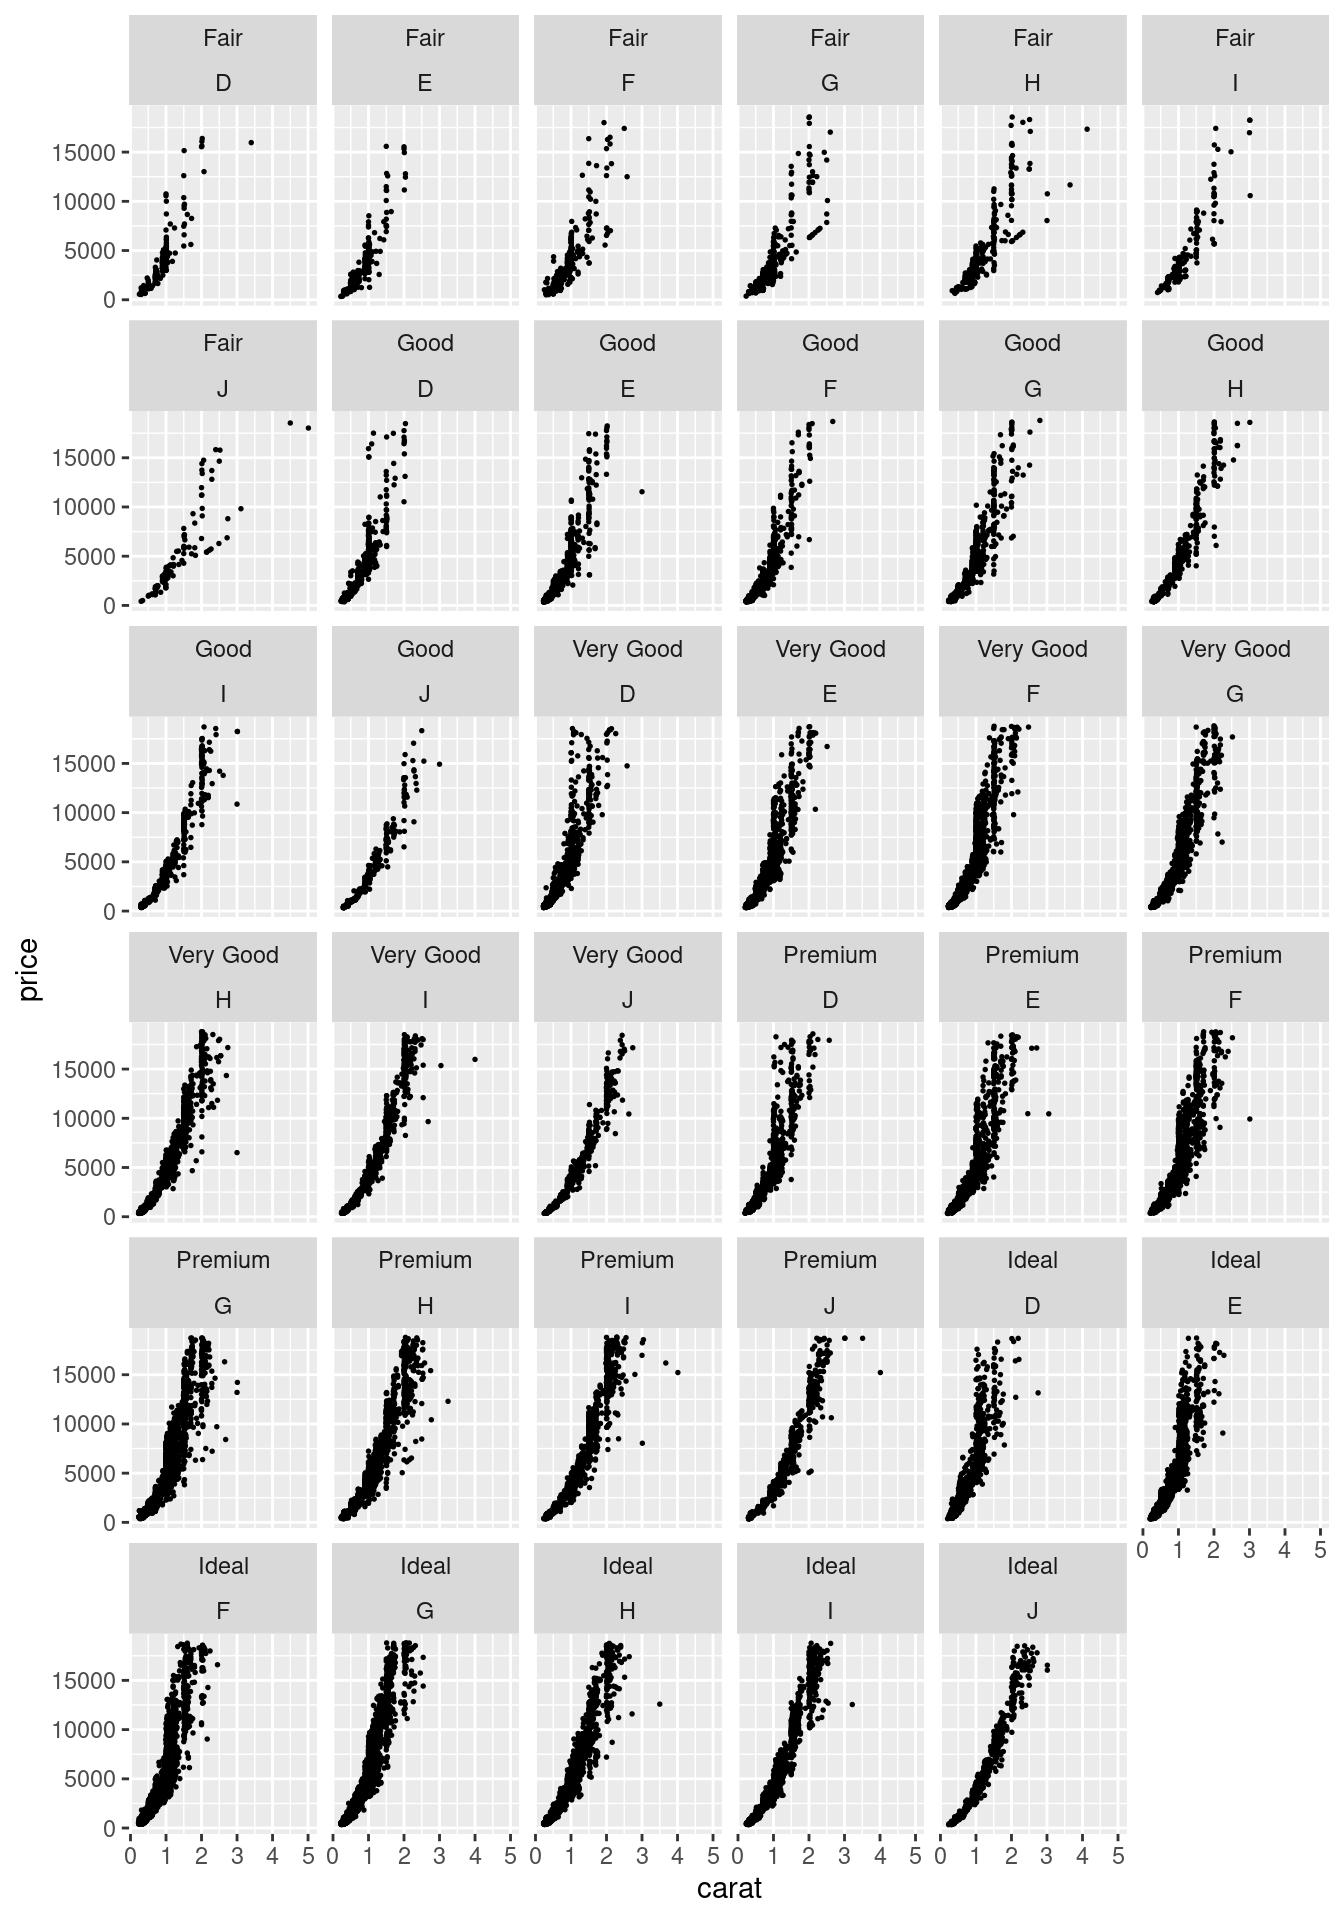 Fair Fair Fair Fair Fair Fair
D E F G H I
15000
10000
5000
0
Fair Good Good Good Good Good
J D E F G H
15000
10000
5000
0
Good Good Very Good Very Good Very Good Very Good
I J D E F G
15000
10000
5000
0
price
Very Good Very Good Very Good Premium Premium Premium
H I J D E F
15000
10000
5000
0
Premium Premium Premium Premium Ideal Ideal
G H I J D E
15000
10000
5000
0
0 1 2 3 4 5
Ideal Ideal Ideal Ideal Ideal
F G H I J
15000
10000
5000
0
0 1 2 3 4 5 0 1 2 3 4 5 0 1 2 3 4 5 0 1 2 3 4 5 0 1 2 3 4 5
carat